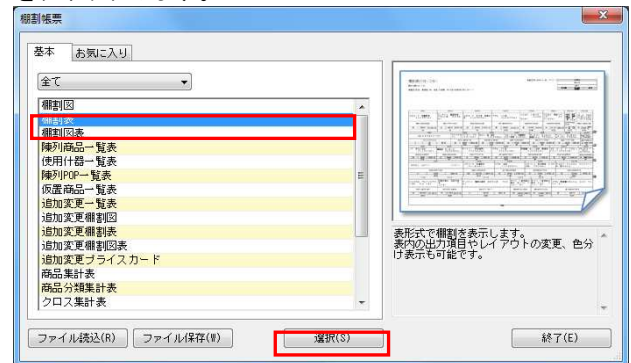 棚割帳票
基本
お気に入り
全て
棚割図
棚割表
棚割図表
陳列商品一覧表
使用什器一覧表
陳列POP一覧表
仮置商品一覧表
追加変更一覧表
追加変更棚割図
追加変更棚割表
追加変更棚割図表
追加変更プライスカード
商品集計表
商品分類集計表
クロス集計表
表形式で棚割を表示します。
表内の出力項目やレイアウトの変更、色分
け表示も可能です。
ファイル読込(R)
ファイル保存(W)
選択(S)
終了(E)